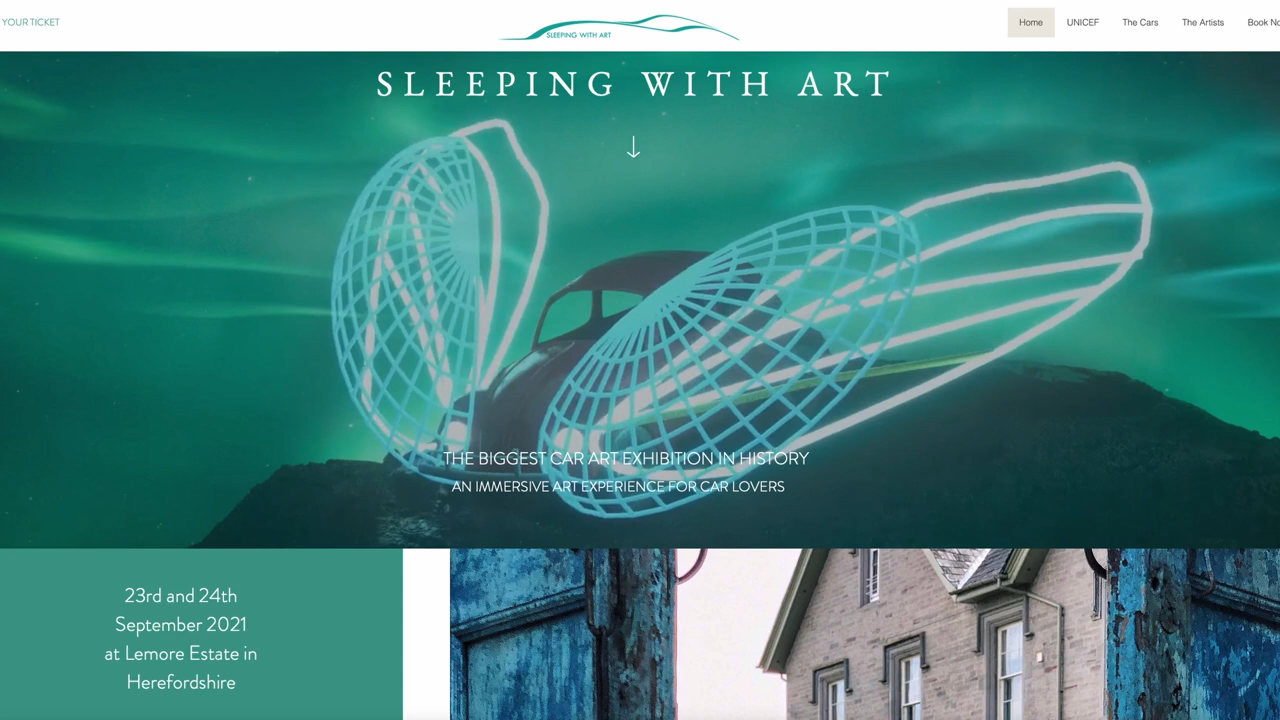 YOUR TICKET
SLEEPING WITH ART
Home
UNICEF
The Cars
The Artists
Book No
SLEEPING WITH ART
THE BIGGEST CAR ART EXHIBITION IN HISTORY
AN IMMERSIVE ART EXPERIENCE FOR CAR LOVERS
23rd and 24th
September 2021
at Lemore Estate in
Herefordshire